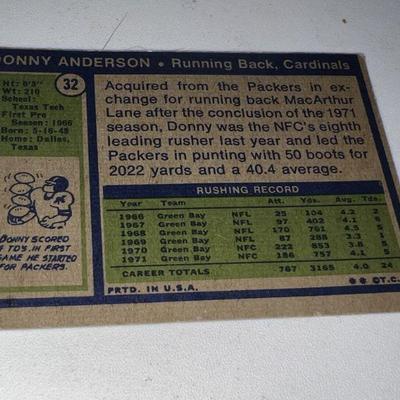 DONNY ANDERSON • Running Back, Cardinals
32
Ht: 6'3"
Wt: 210
School:
Texas Tech
First Pro
Season: 1966
Born: 5-16-43
Home: Dallas,
Texas
DONNY SCORED
4 TD'S. IN FIRST
GAME HE STARTED
FOR PACKERS.
Acquired from the Packers in ex-
change for running back MacArthur
Lane after the conclusion of the 1971
season, Donny was the NFC's eighth
leading rusher last year and led the
Packers in punting with 50 boots for
2022 yards and a 40.4 average.
RUSHING RECORD
Year Team Att. Yds. Avg. TDs
1966 Green Bay NFL 25 104 4.2 2
1967 Green Bay NFL 97 402 4.1 6
1968 Green Bay NFL 170 761 4.5 5
1969 Green Bay NFL 87 288 3.3 1
1970 Green Bay NFC 222 853 3.8 5
1971 Green Bay NFC 186 757 4.1 5
CAREER TOTALS 787 3165 4.0 24
PRTD. IN U.S.A. ©T.C.